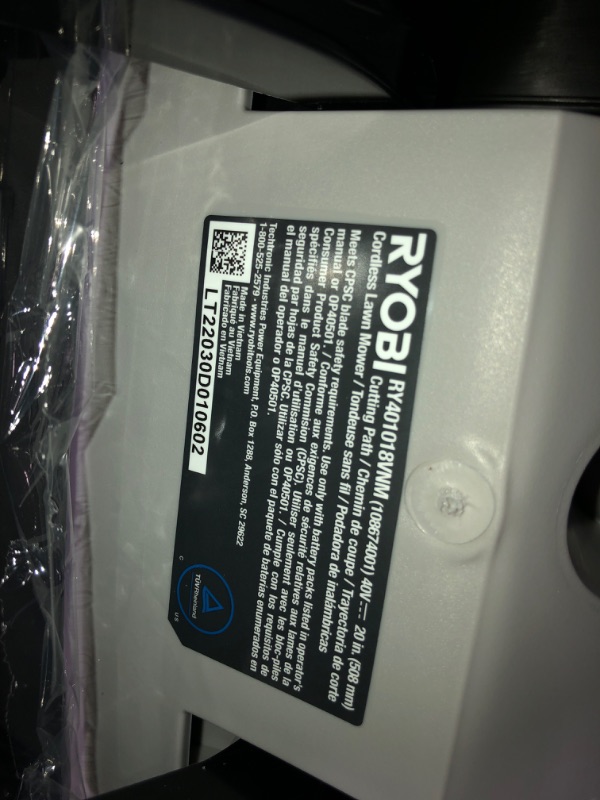 RYOBI RY401018VNM (108674001) 40V⎓ 20 in. (508 mm)
Cutting Path / Chemin de coupe / Trayectoria de corte
Cordless Lawn Mower / Tondeuse sans fil / Podadora de inalámbricas
Meets CPSC blade safety requirements. Use only with battery packs listed in operator's
manual or OP40501. / Conforme aux exigences de sécurité relatives aux lames de la
Consumer Product Safety Commision (CPSC). Utiliser seulement avec les bloc-piles
spécifiés dans le manuel d'utilisation ou OP40501. / Cumple con los requisitos de
seguridad par hojas de la CPSC. Utilizar sólo con el paquete de baterías enumerados en
el manual del operador o OP40501.
Techtronic Industries Power Equipment, P.O. Box 1288, Anderson, SC 29622
1-800-525-2579 - www.ryobitools.com
Made in Vietnam
Fabriqué au Vietnam
Fabricado en Vietnam
LT22030D010602
TÜVRheinland
C
US